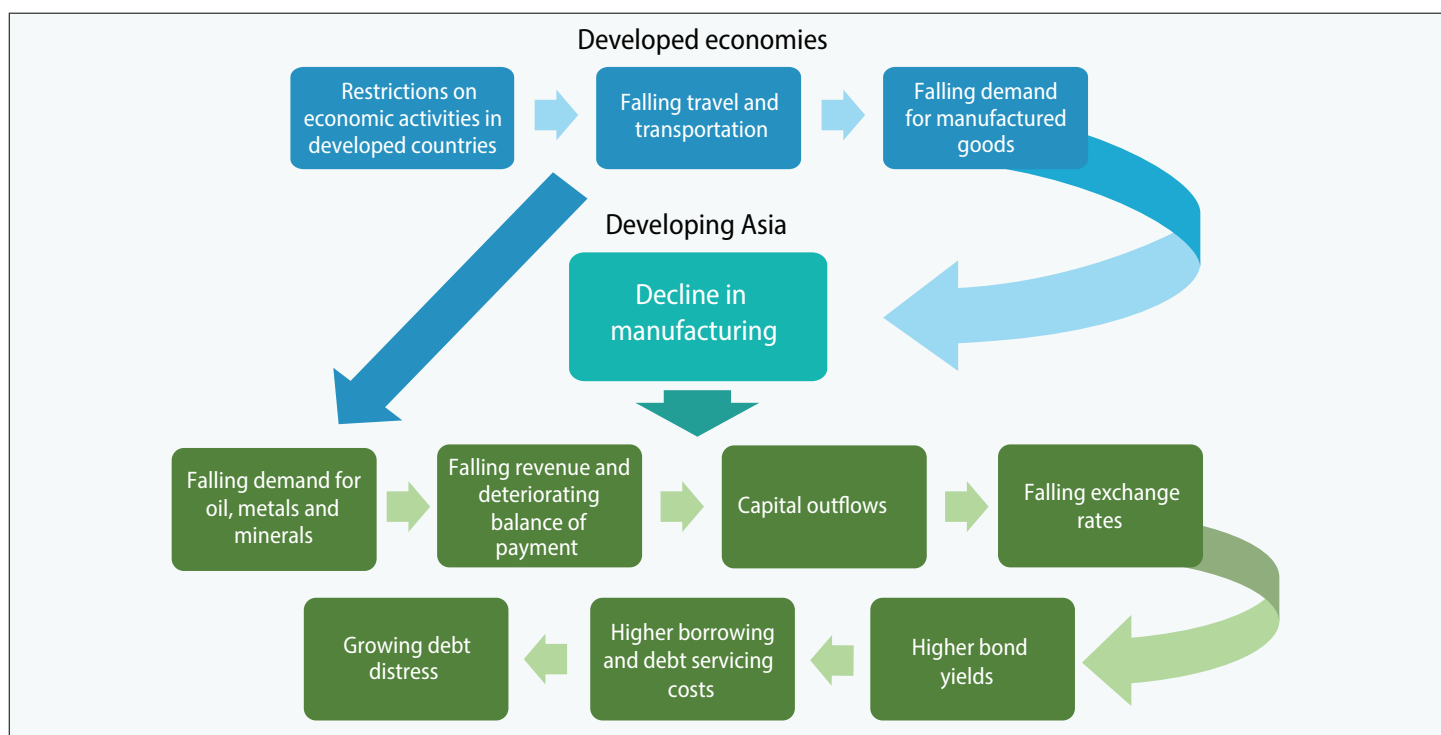 Developed economies
Restrictions on
economic activities in
developed countries
Falling travel and
transportation
Falling demand
for manufactured
goods
Developing Asia
Decline in
manufacturing
Falling demand for
oil, metals and
minerals
Falling revenue and
deteriorating
balance of
payment
Capital outflows
Falling exchange
rates
Growing debt
distress
Higher borrowing
and debt servicing
costs
Higher bond
yields